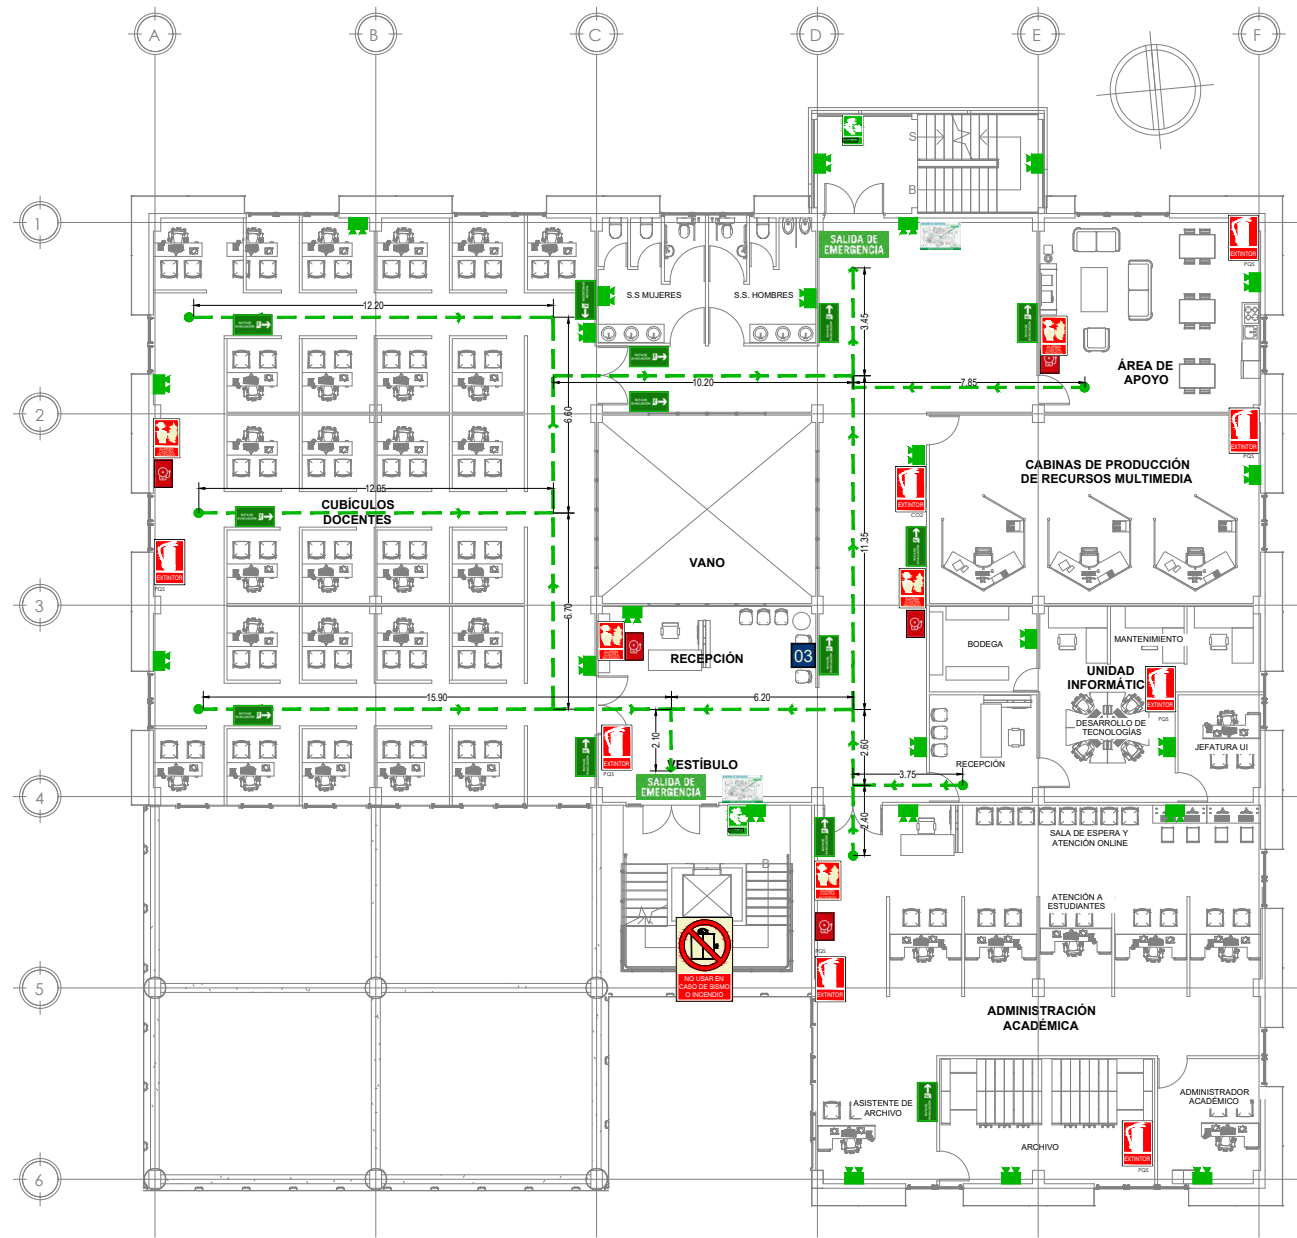 A
B
C
D
E
F
S
B
1
SALIDA DE
EMERGENCIA
EXTINTOR
PQS
S.S MUJERES
S.S. HOMBRES
12.20
3.45
ÁREA DE
APOYO
10.20
7.85
2
6.60
EXTINTOR
PQS
CABINAS DE PRODUCCIÓN
DE RECURSOS MULTIMEDIA
12.05
CUBÍCULOS
DOCENTES
EXTINTOR
CO2
11.35
VANO
EXTINTOR
PQS
3
6.70
RECEPCIÓN
03
BODEGA
MANTENIMIENTO
UNIDAD
INFORMÁTIC
EXTINTOR
PQS
15.90
6.20
DESARROLLO DE
TECNOLOGÍAS
2.10
2.60
EXTINTOR
PQS
VESTÍBULO
RECEPCIÓN
JEFATURA UI
3.75
SALIDA DE
EMERGENCIA
4
2.40
SALA DE ESPERA Y
ATENCIÓN ONLINE
B
ATENCIÓN A
ESTUDIANTES
PQS
EXTINTOR
NO USAR EN
CASO DE SISMO
O INCENDIO
5
ADMINISTRACIÓN
ACADÉMICA
ASISTENTE DE
ARCHIVO
ADMINISTRADOR
ACADÉMICO
ARCHIVO
EXTINTOR
PQS
6